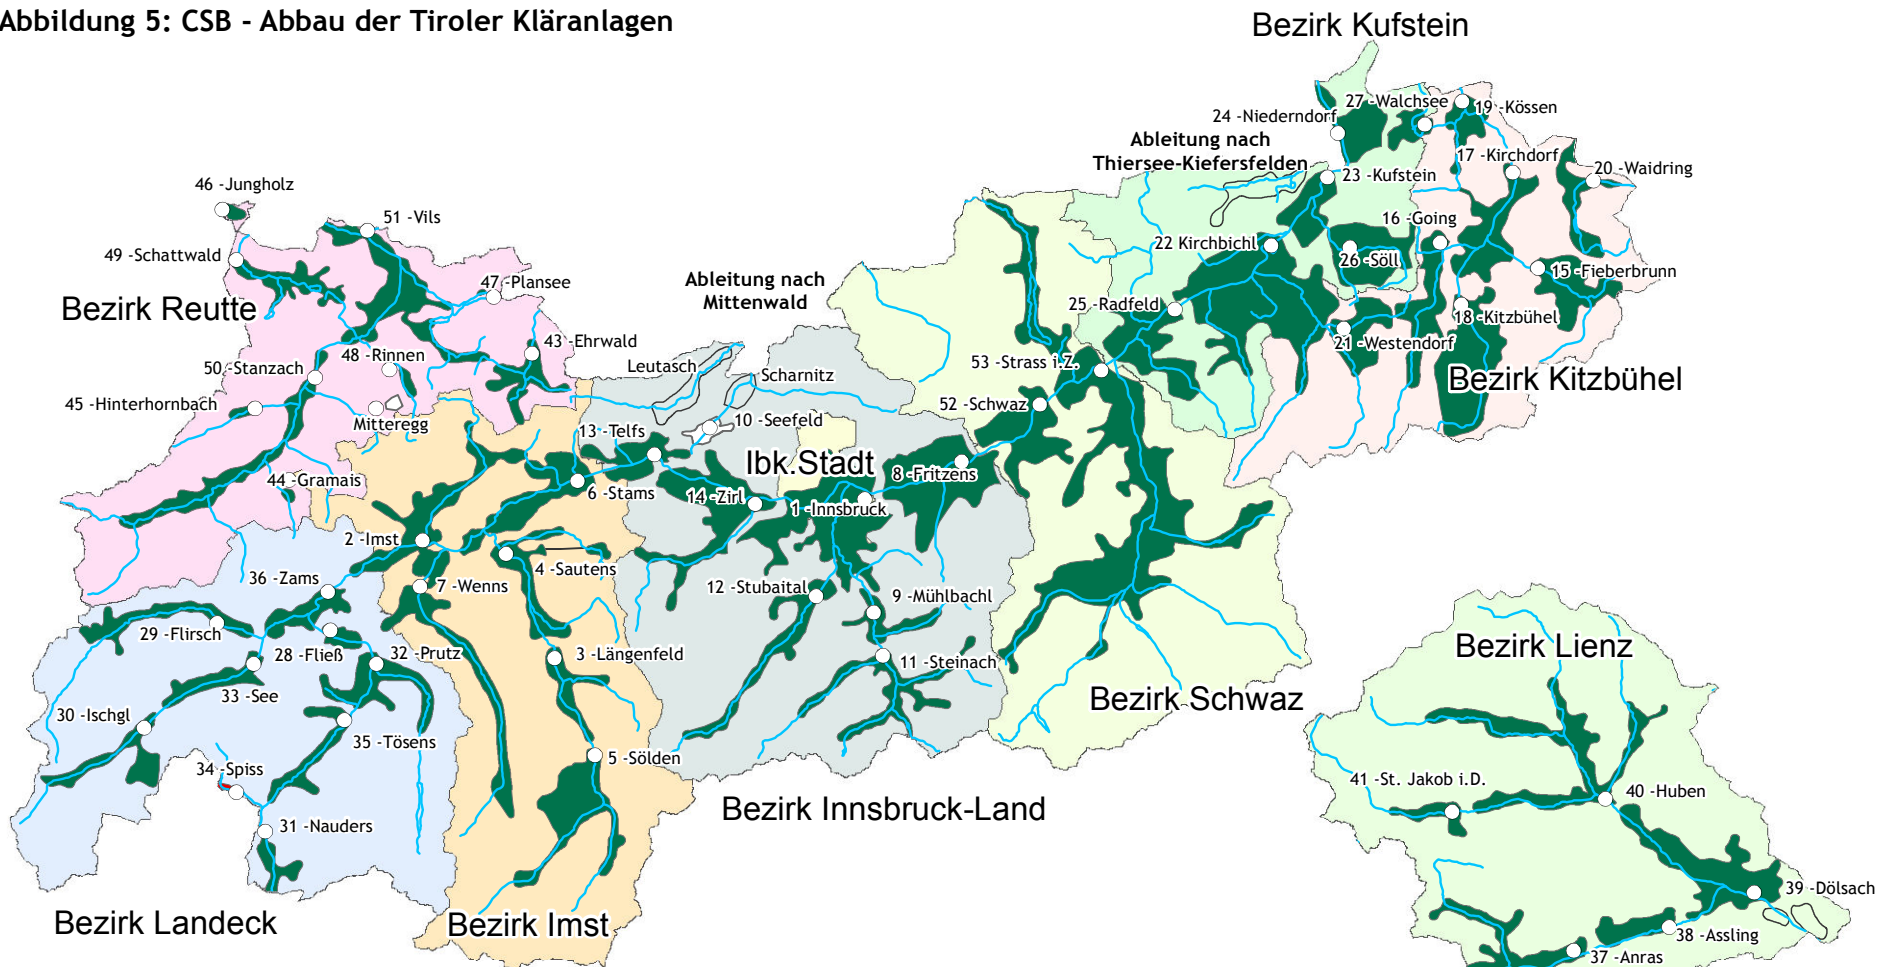 Abbildung 5: CSB - Abbau der Tiroler Kläranlagen
Bezirk Kufstein
27 -Walchsee
19 -Kössen
24 -Niederndorf
Ableitung nach
Thiersee-Kiefersfelden
17 -Kirchdorf
20 -Waidring
23 -Kufstein
46 -Jungholz
51 -Vils
16 -Going
22 Kirchbichl
49 -Schattwald
26 -Söll
15 -Fieberbrunn
47 -Plansee
Ableitung nach
Mittenwald
Bezirk Reutte
25 -Radfeld
18 -Kitzbühel
43 -Ehrwald
21 -Westendorf
48 -Rinnen
50 -Stanzach
Leutasch
Scharnitz
53 -Strass i.Z.
Bezirk Kitzbühel
45 -Hinterhornbach
52 -Schwaz
Mitteregg
10 -Seefeld
13 -Telfs
Ibk.Stadt
8 -Fritzens
44 -Gramais
6 -Stams
14 -Zirl
1 -Innsbruck
2 -Imst
36 -Zams
4 -Sautens
7 -Wenns
12 -Stubaital
9 -Mühlbachl
29 -Flirsch
28 -Fließ
32 -Prutz
3 -Längenfeld
11 -Steinach
Bezirk Lienz
33 -See
Bezirk Schwaz
30 -Ischgl
35 -Tösens
5 -Sölden
34 -Spiss
41 -St. Jakob i.D.
40 -Huben
Bezirk Innsbruck-Land
31 -Nauders
39 -Dölsach
Bezirk Landeck
Bezirk Imst
38 -Assling
37 -Anras